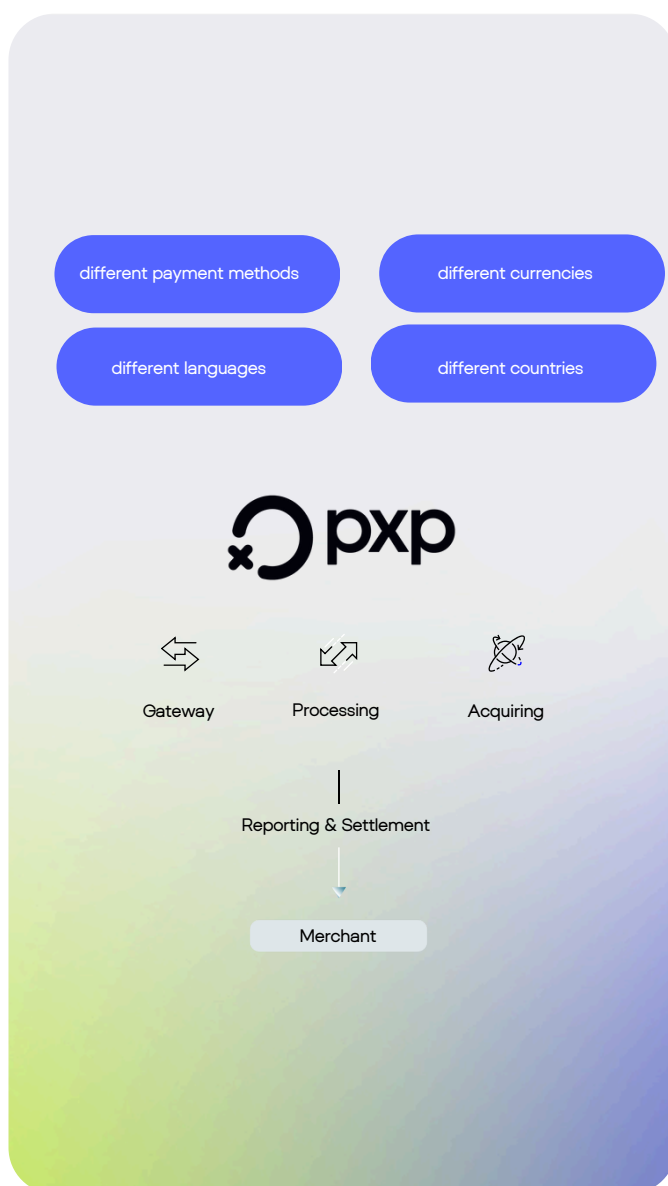 different payment methods
different currencies
different languages
different countries
pxp
Gateway
Processing
Acquiring
Reporting & Settlement
Merchant